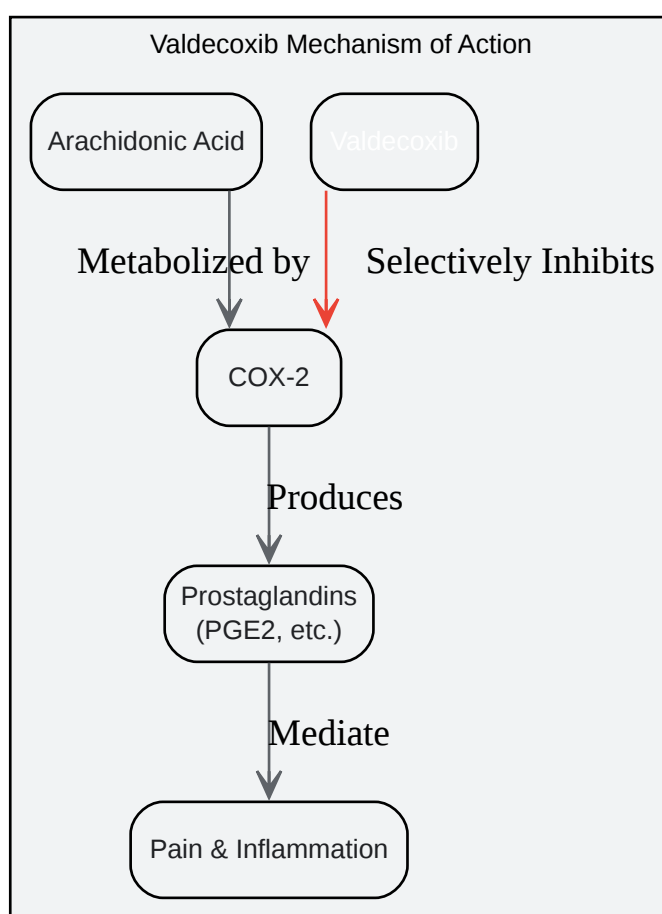 Valdecoxib Mechanism of Action
Arachidonic Acid
Valdecoxib
Metabolized by
Selectively Inhibits
COX-2
Produces
Prostaglandins
(PGE2, etc.)
Mediate
Pain & Inflammation